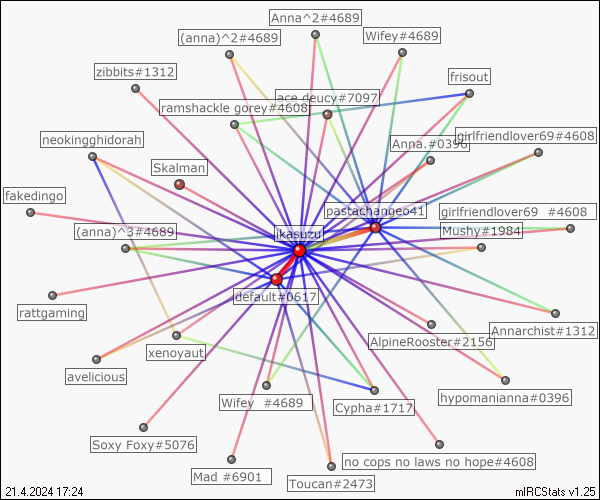 Anna^2#4689
(anna)^2#4689
Wifey#4689
zibbits#1312
frisout
ace deucy#7097
ramshackle gorey#4608
neokingghidorah
Anna.#0396
girlfriendlover69#4608
Skalman
fakedingo
pastachangeo41
girlfriendlover69  #4608
(anna)^3#4689
ikasuzu
Mushy#1984
default#0617
rattgaming
Annarchist#1312
AlpineRooster#2156
xenoyaut
avelicious
hypomanianna#0396
Wifey  #4689
Cypha#1717
Soxy Foxy#5076
no cops no laws no hope#4608
Mad #6901
Toucan#2473
21.4.2024 17:24
mIRCStats v1.25